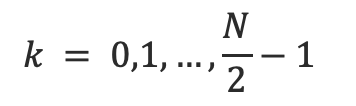 k = 0,1,…,N/2 − 1